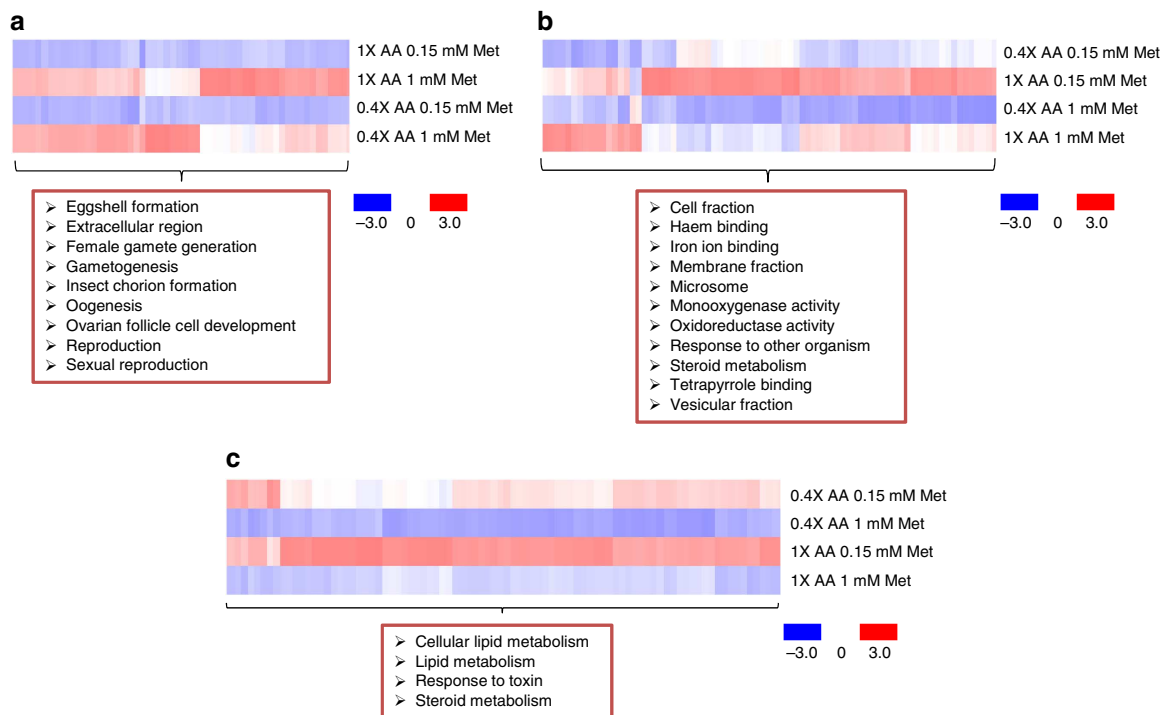 a
1X AA 0.15 mM Met
1X AA 1 mM Met
0.4X AA 0.15 mM Met
0.4X AA 1 mM Met
➢ Eggshell formation
➢ Extracellular region
➢ Female gamete generation
➢ Gametogenesis
➢ Insect chorion formation
➢ Oogenesis
➢ Ovarian follicle cell development
➢ Reproduction
➢ Sexual reproduction
–3.0 0 3.0
b
0.4X AA 0.15 mM Met
1X AA 0.15 mM Met
0.4X AA 1 mM Met
1X AA 1 mM Met
➢ Cell fraction
➢ Haem binding
➢ Iron ion binding
➢ Membrane fraction
➢ Microsome
➢ Monooxygenase activity
➢ Oxidoreductase activity
➢ Response to other organism
➢ Steroid metabolism
➢ Tetrapyrrole binding
➢ Vesicular fraction
–3.0 0 3.0
c
0.4X AA 0.15 mM Met
0.4X AA 1 mM Met
1X AA 0.15 mM Met
1X AA 1 mM Met
➢ Cellular lipid metabolism
➢ Lipid metabolism
➢ Response to toxin
➢ Steroid metabolism
–3.0 0 3.0